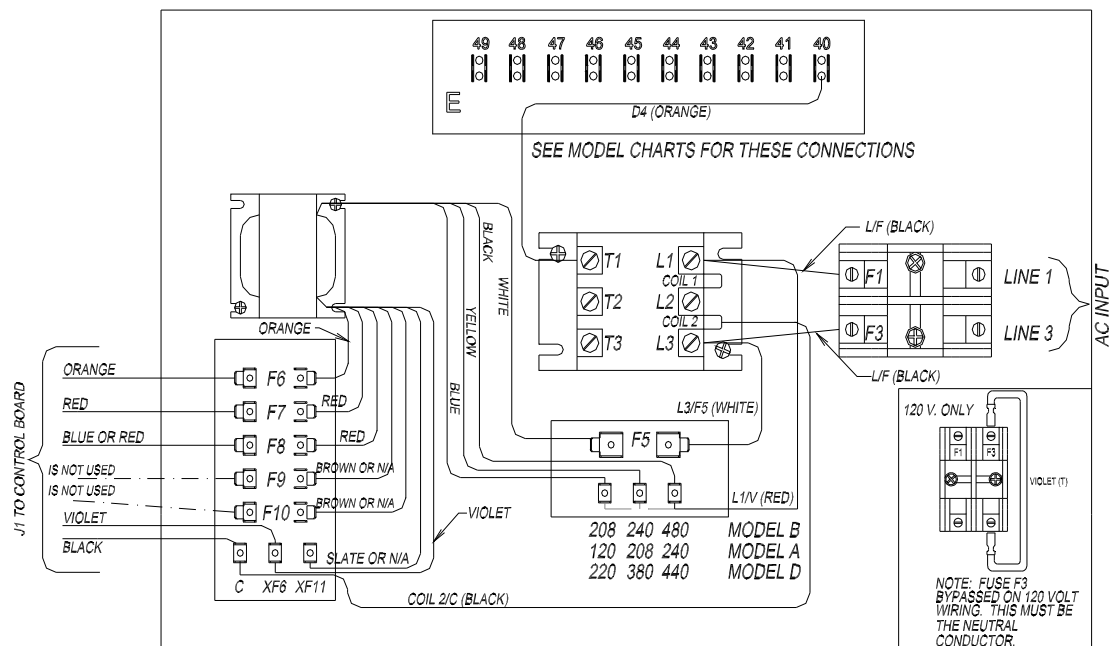 49 48 47 46 45 44 43 42 41 40
E
D4 (ORANGE)
SEE MODEL CHARTS FOR THESE CONNECTIONS
L/F (BLACK)
BLACK
WHITE
YELLOW
BLUE
T1 L1
COIL 1
T2 L2
COIL 2
T3 L3
F1 LINE 1
F3 LINE 3
AC INPUT
L/F (BLACK)
ORANGE
J1 TO CONTROL BOARD
ORANGE F6
RED F7 RED
BLUE OR RED F8 RED
IS NOT USED F9 BROWN OR N/A
IS NOT USED F10 BROWN OR N/A
VIOLET
BLACK
VIOLET
SLATE OR N/A
C XF6 XF11
COIL 2/C (BLACK)
L3/F5 (WHITE)
F5
L1/V (RED)
208 240 480 MODEL B
120 208 240 MODEL A
220 380 440 MODEL D
120 V. ONLY
F1 F3
VIOLET (T)
NOTE: FUSE F3
BYPASSED ON 120 VOLT
WIRING. THIS MUST BE
THE NEUTRAL
CONDUCTOR.